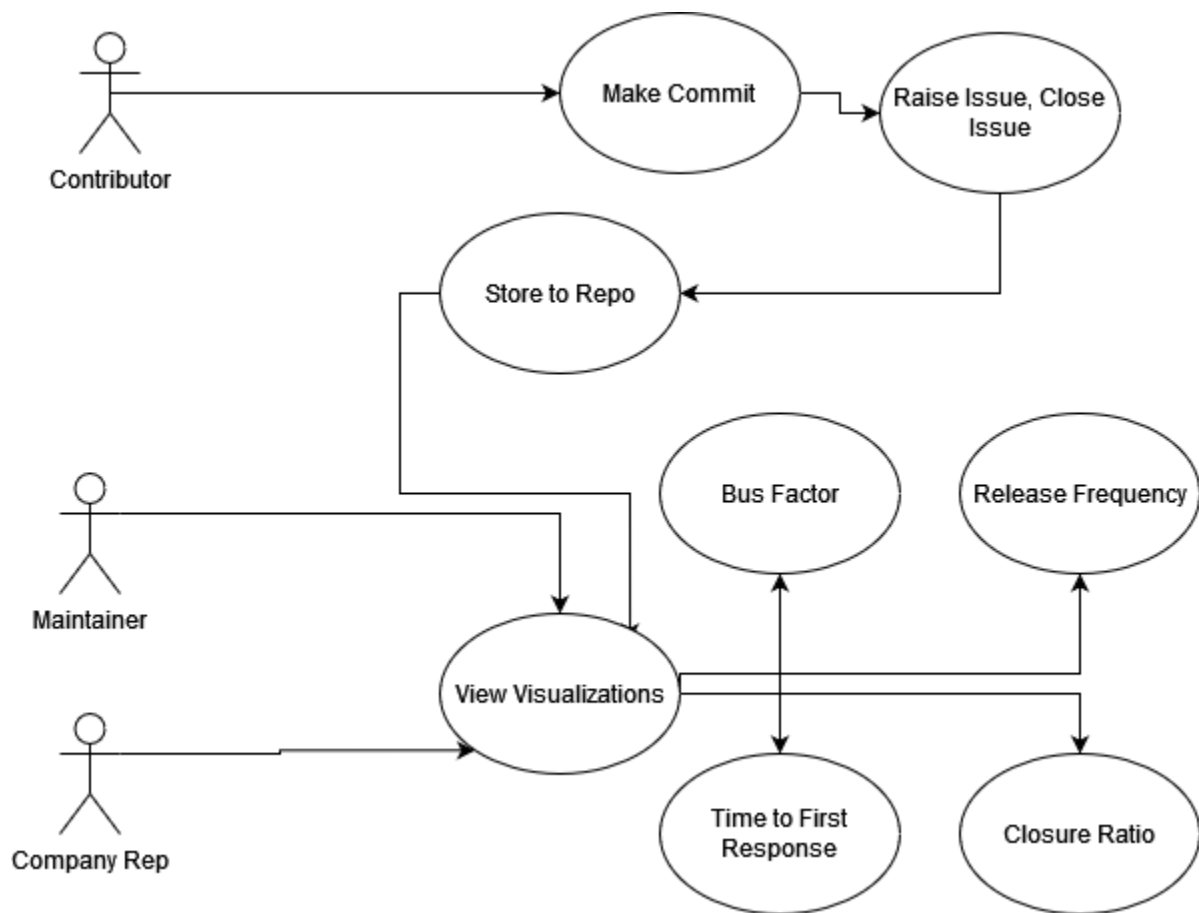 Contributor
Make Commit
Raise Issue, Close
Issue
Store to Repo
Bus Factor
Release Frequency
Maintainer
View Visualizations
Company Rep
Time to First
Response
Closure Ratio